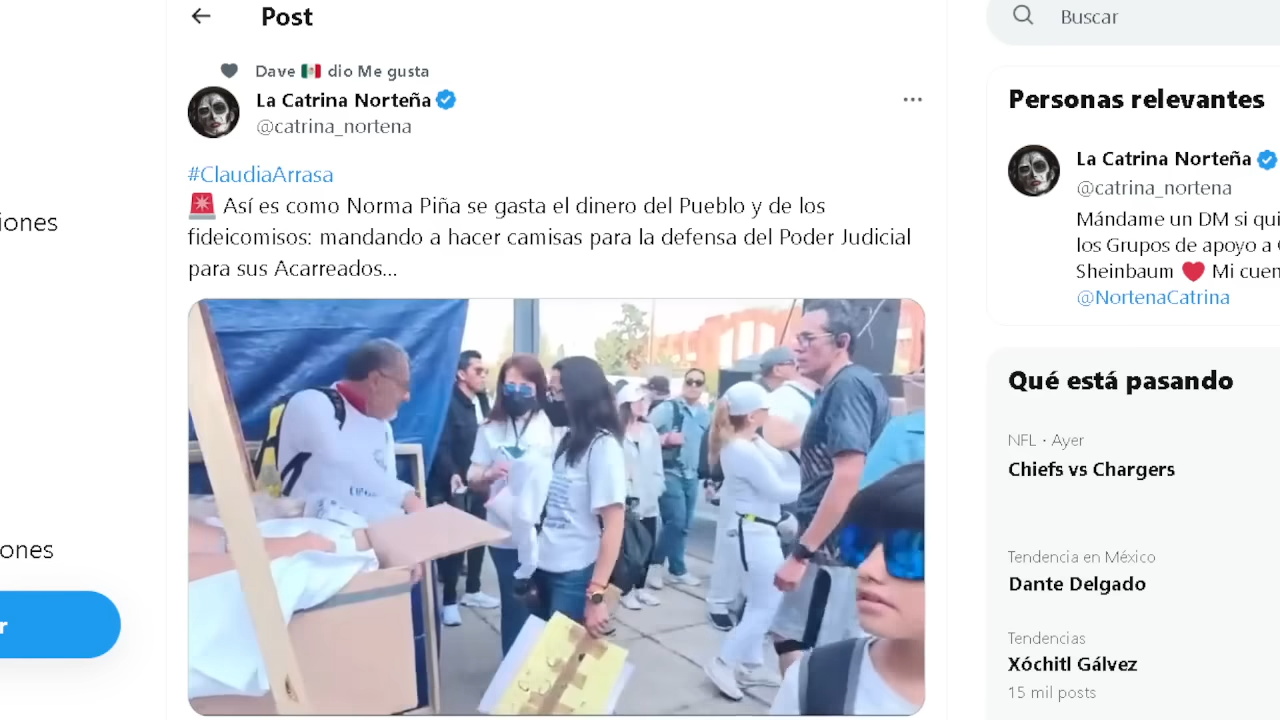 Post
Dave 🇲🇽 dio Me gusta
La Catrina Norteña
@catrina_nortena
#ClaudiaArrasa
🚨 Así es como Norma Piña se gasta el dinero del Pueblo y de los
fideicomisos: mandando a hacer camisas para la defensa del Poder Judicial
para sus Acarreados...
iones
ones
r
Buscar
Personas relevantes
La Catrina Norteña
@catrina_nortena
Mándame un DM si qui
los Grupos de apoyo a
Sheinbaum ❤️ Mi cuen
@NortenaCatrina
Qué está pasando
NFL · Ayer
Chiefs vs Chargers
Tendencia en México
Dante Delgado
Tendencias
Xóchitl Gálvez
15 mil posts